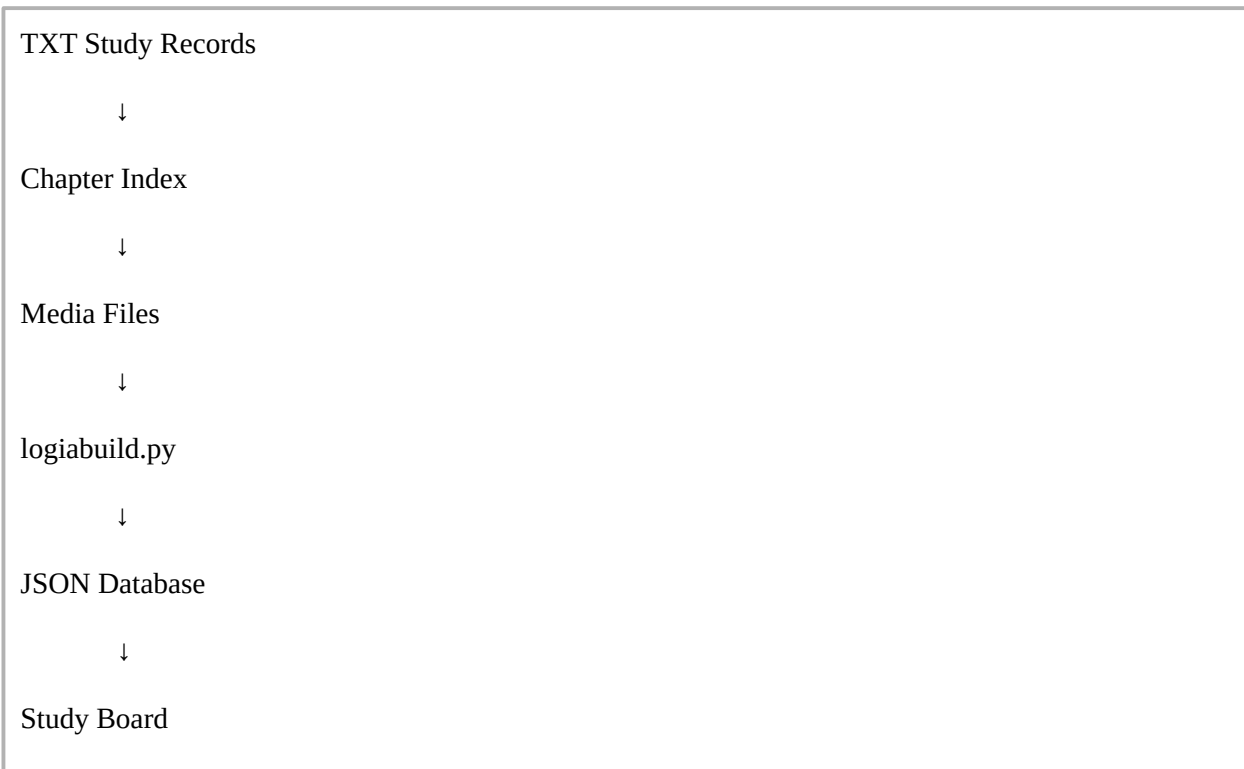 TXT Study Records
↓
Chapter Index
↓
Media Files
↓
logiabuild.py
↓
JSON Database
↓
Study Board